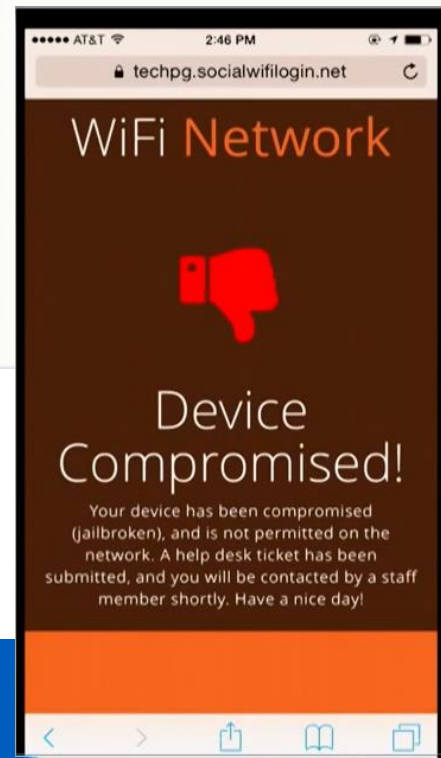 AT&T 2:46 PM
techpg.socialwifilogin.net
WiFi Network
Device
Compromised!
Your device has been compromised
(jailbroken), and is not permitted on the
network. A help desk ticket has been
submitted, and you will be contacted by a staff
member shortly. Have a nice day!